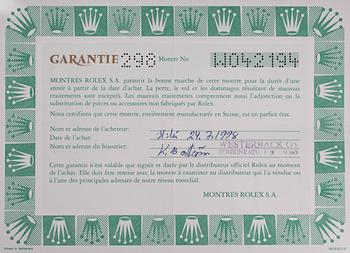 GARANTIE 298 Montre No W042194
MONTRES ROLEX S.A. garantit la bonne marche de cette montre pour la durée d'une
année à partir de la date d'achat. La perte, le vol et les dommages résultant de mauvais
traitements sont exceptés. Les mauvais traitements comprennent aussi l'adjonction ou la
substitution de pièces ou accessoires non fabriqués par Rolex.
Nous certifions que cette montre, entièrement manufacturée en Suisse, est en parfait état.
Nom et adresse de l'acheteur:
Date de l'achat: 24.7.1998
Nom et adresse du bijoutier: WESTERBACK OY
Cette garantie n'est valable que signée et datée par le distributeur officiel Rolex au moment
de l'achat. Elle doit être remise avec la montre à examiner au distributeur qui l'a vendue ou
à l'une des principales adresses de notre réseau mondial.
MONTRES ROLEX S.A.